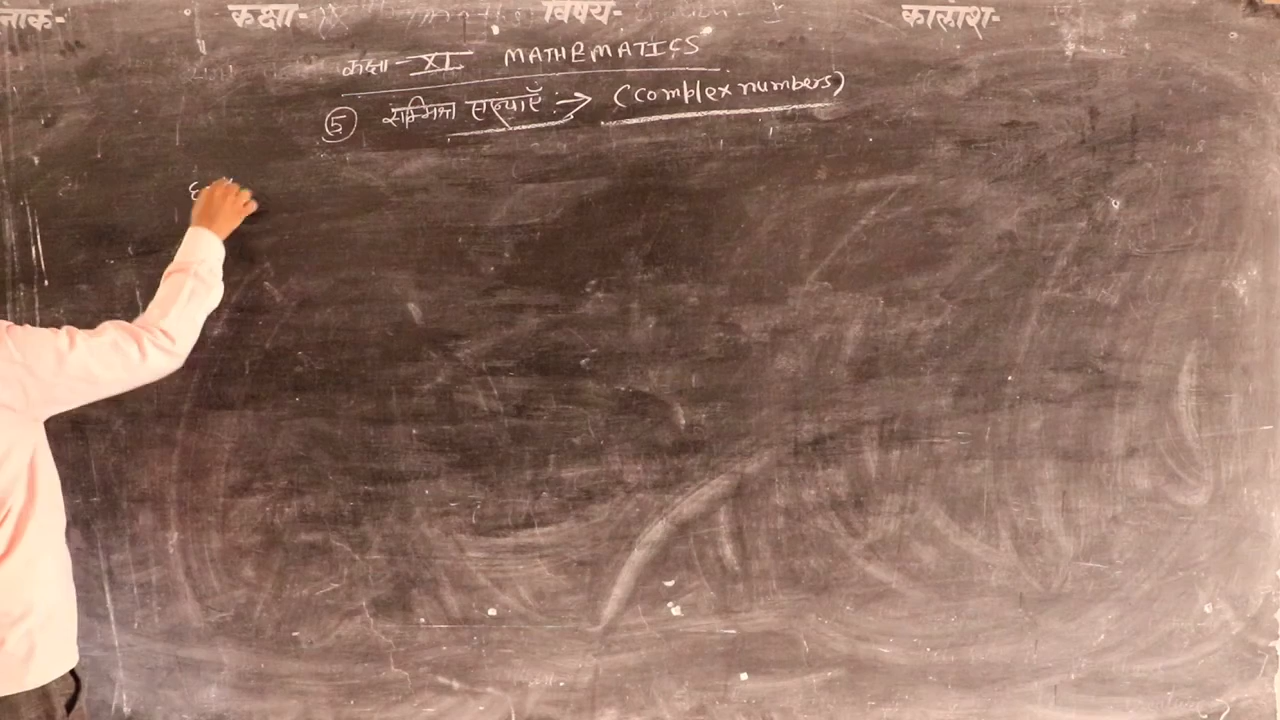 नाक- कक्षा- विषय- कालांश-
कक्षा - XI MATHEMATICS
⑤ सम्मिश्र संख्याएँ :→ (complex numbers)